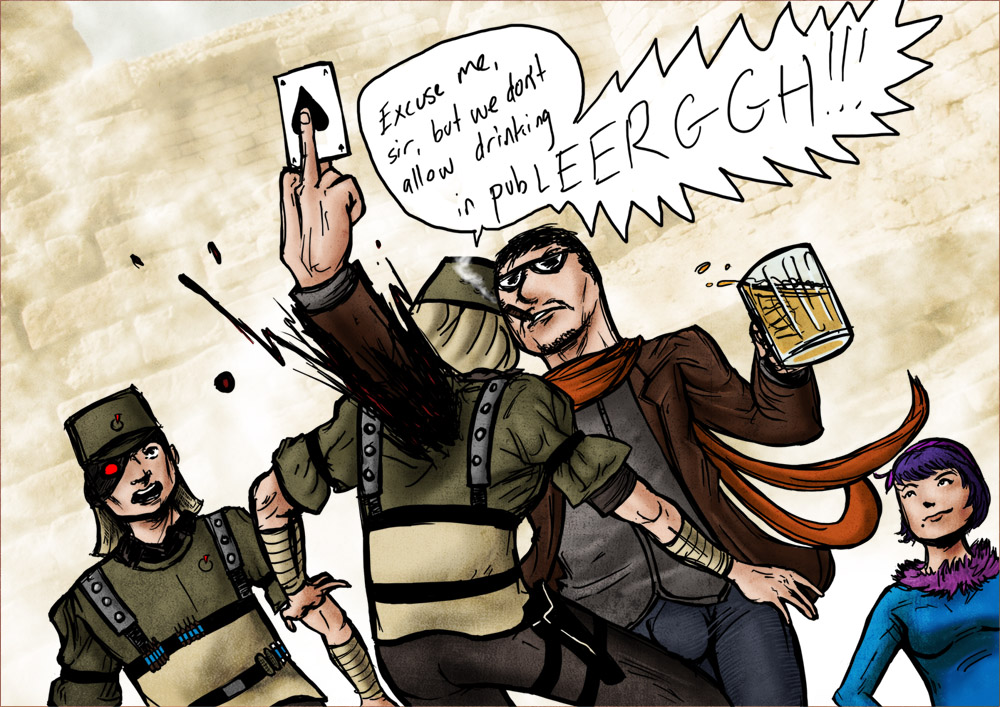 A
A
Excuse me,
sir, but we don't
allow drinking
in pubLEERGGH!!!